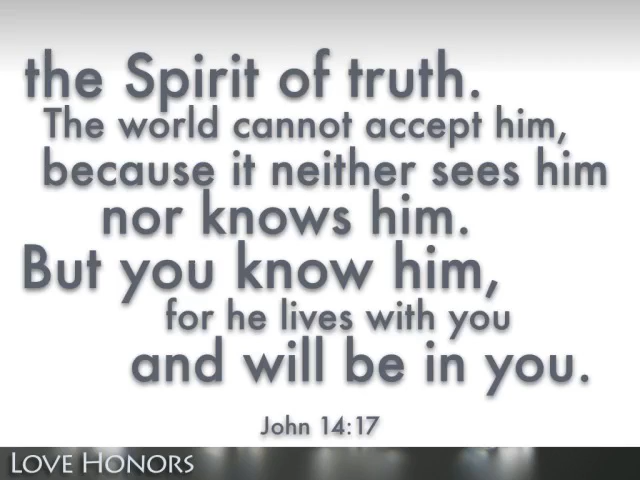 the Spirit of truth.
The world cannot accept him,
because it neither sees him
nor knows him.
But you know him,
for he lives with you
and will be in you.
John 14:17
LOVE HONORS